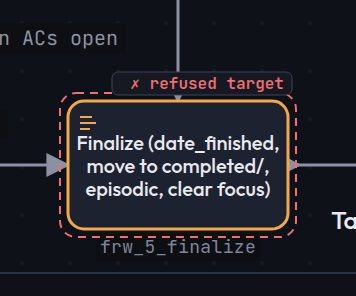 n ACs open
✗ refused target
Finalize (date_finished,
move to completed/,
episodic, clear focus)
Ta
frw_5_finalize